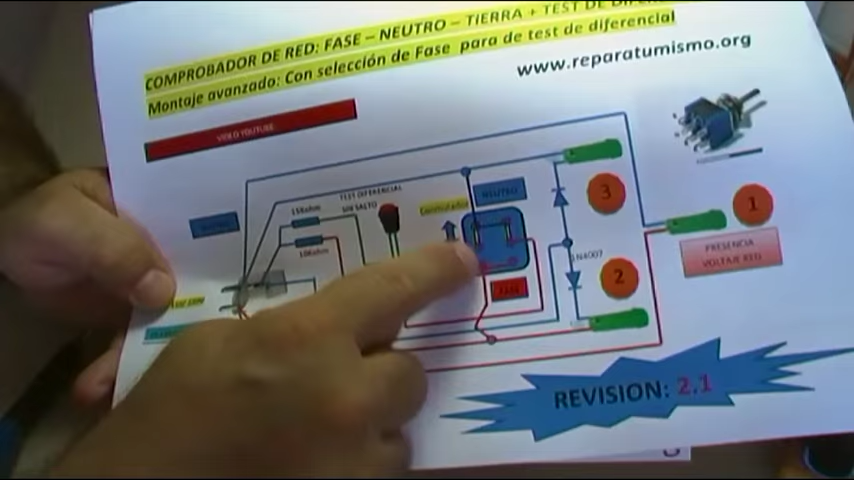 COMPROBADOR DE RED: FASE – NEUTRO – TIERRA + TEST DE
Montaje avanzado: Con selección de Fase para de test de diferencial
www.reparatumismo.org
VIDEO YOUTUBE
TEST DIFERENCIAL
SIN SALTO
Conmutador
NEUTRO
3
1
PRESENCIA
VOLTAJE RED
1N4007
2
FASE
REVISION: 2.1